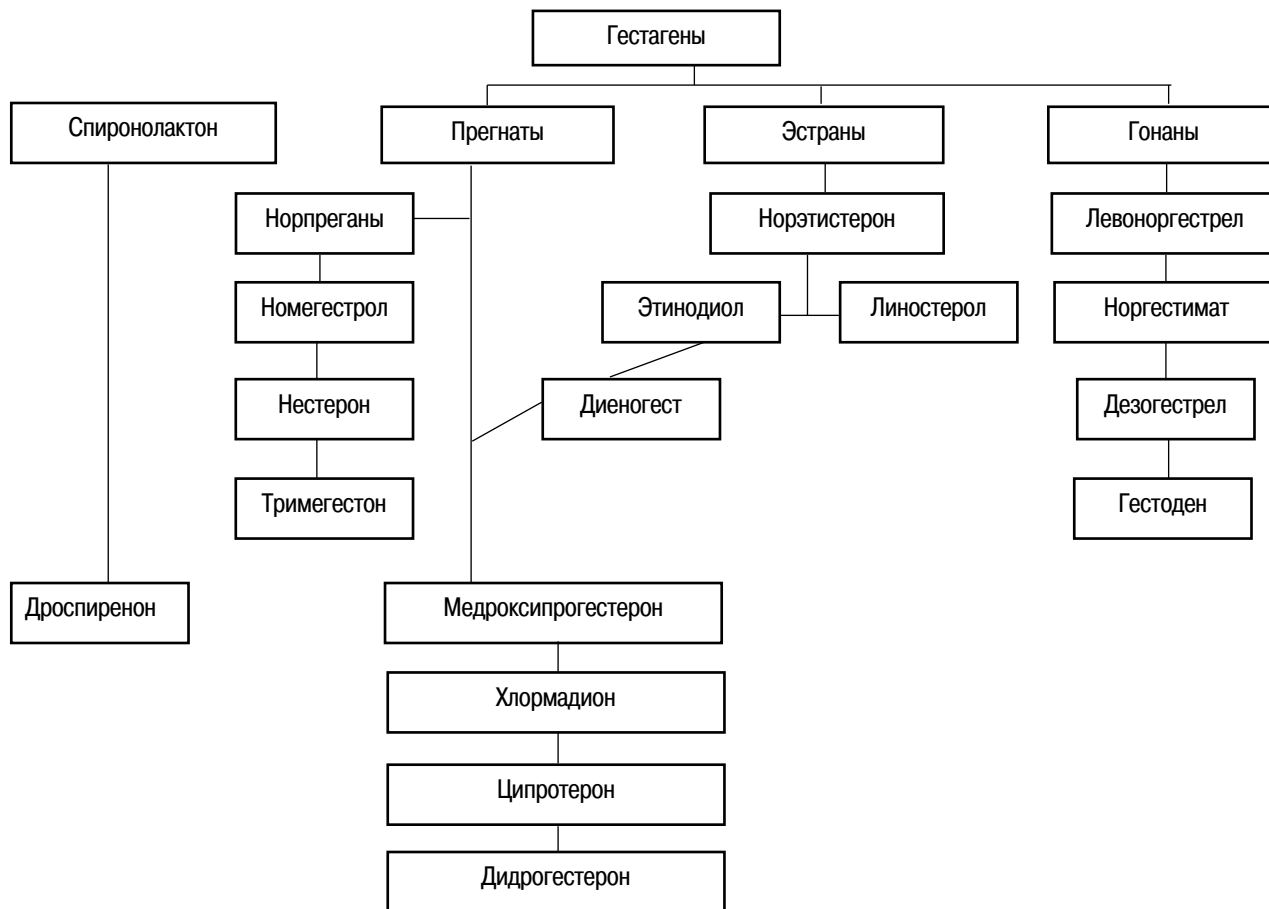 Гестагены
Спиронолактон
Прегнаты
Эстраны
Гонаны
Норпреганы
Норэтистерон
Левоноргестрел
Номегестрол
Этинодиол
Линостерол
Норгестимат
Нестерон
Диеногест
Дезогестрел
Тримегестон
Гестоден
Дроспиренон
Медроксипрогестерон
Хлормадион
Ципротерон
Дидрогестерон